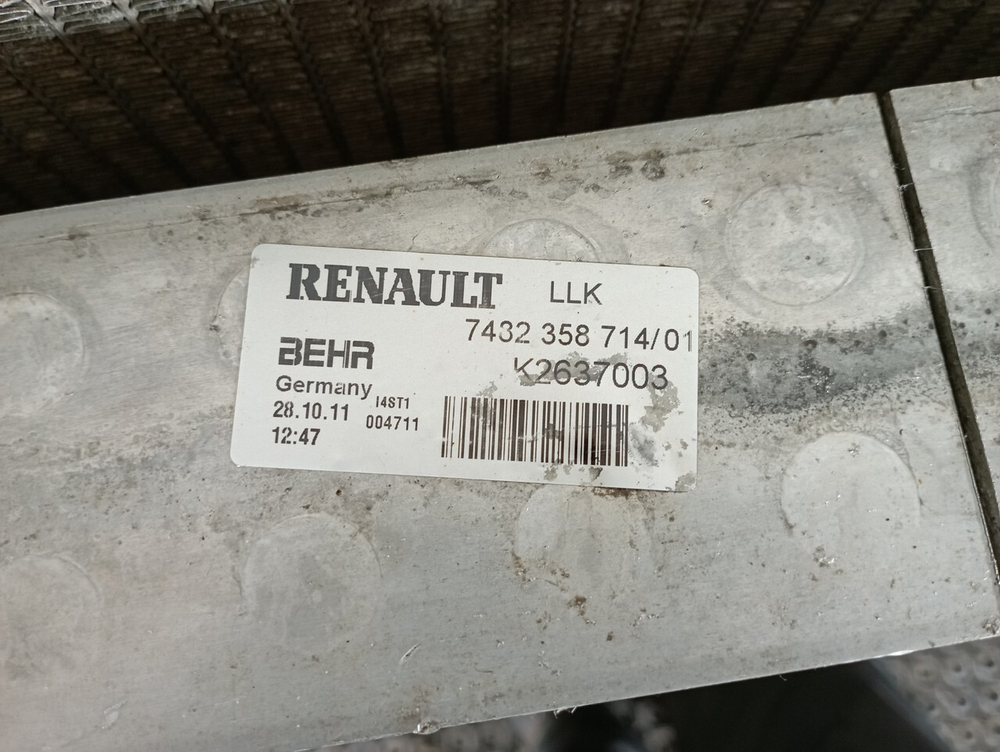 RENAULT LLK
7432 358 714/01
BEHR
K2637003
Germany
I4ST1
28.10.11
004711
12:47